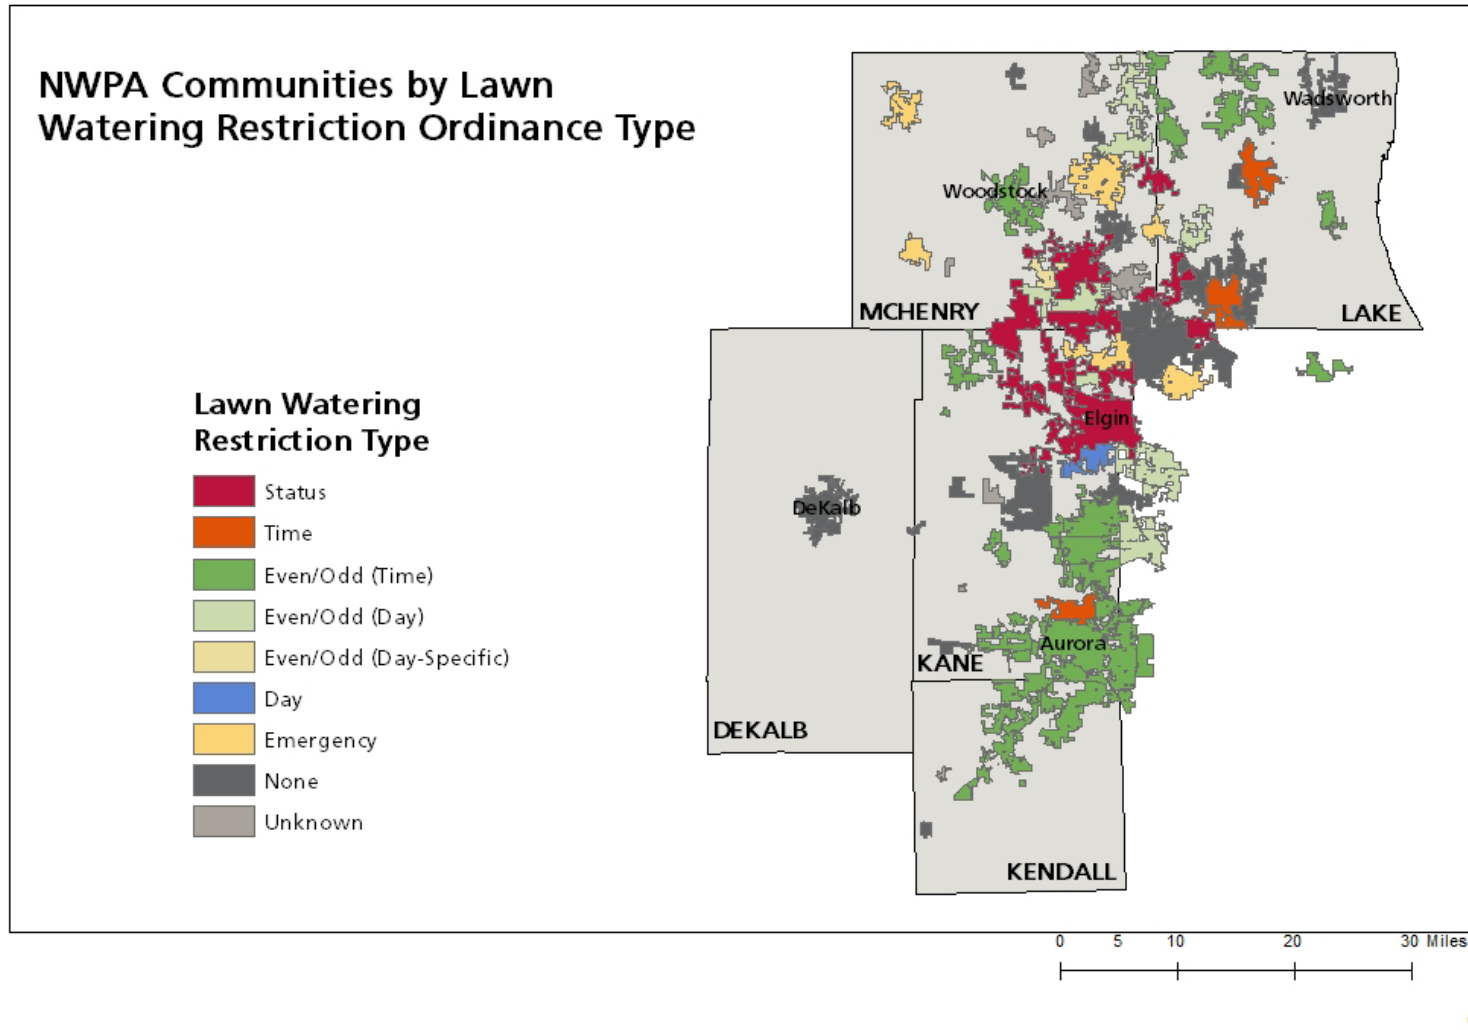 NWPA Communities by Lawn
Watering Restriction Ordinance Type
Wadsworth
Woodstock
MCHENRY
LAKE
Lawn Watering
Restriction Type
Status
Time
Even/Odd (Time)
Even/Odd (Day)
Even/Odd (Day-Specific)
Day
Emergency
None
Unknown
Elgin
DeKalb
Aurora
KANE
DEKALB
KENDALL
0 5 10 20 30 Miles